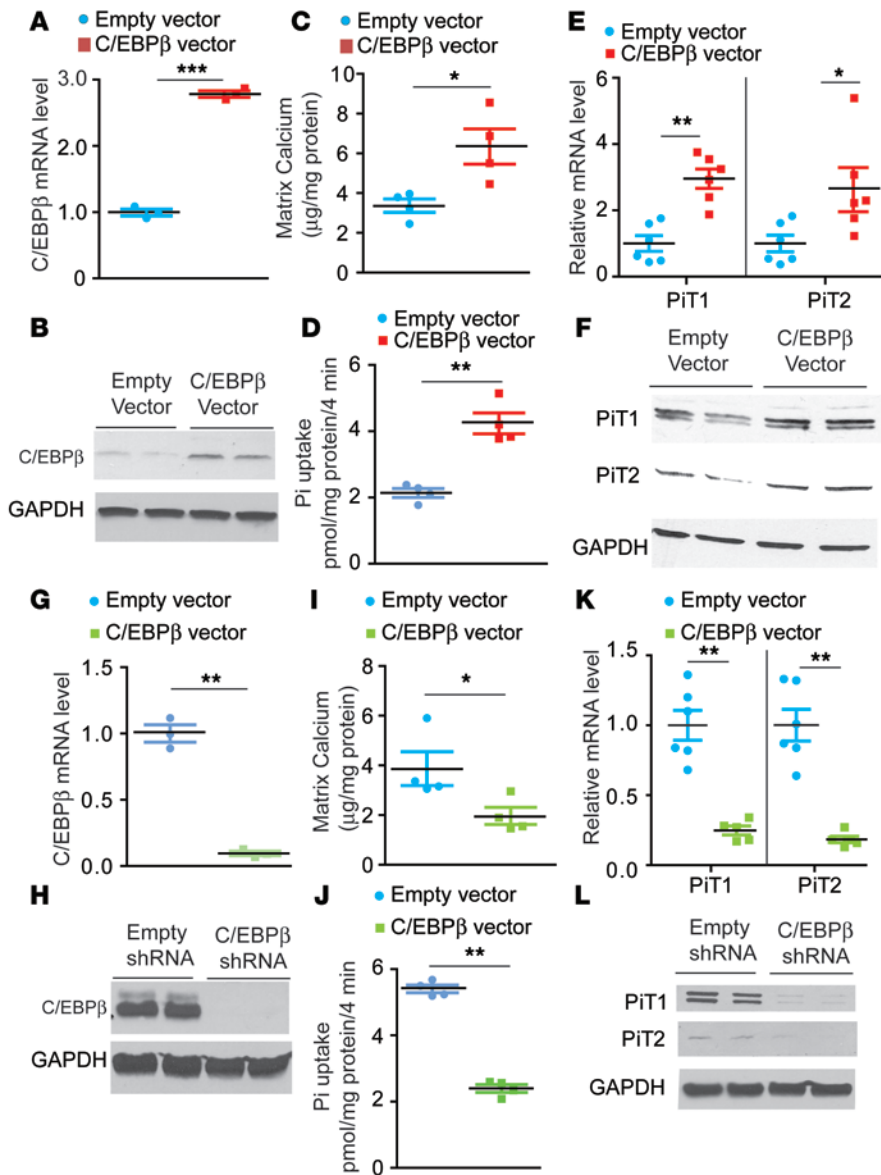 A
Empty vector
C/EBPβ vector
C/EBPβ mRNA level
3.0
2.0
1.0
0
***
B
Empty
Vector
C/EBPβ
Vector
C/EBPβ
GAPDH
C
Empty vector
C/EBPβ vector
Matrix Calcium
(μg/mg protein)
10
8
6
4
2
0
*
D
Empty vector
C/EBPβ vector
Pi uptake
pmol/mg protein/4 min
6
4
2
0
**
E
Empty vector
C/EBPβ vector
Relative mRNA level
6
4
2
0
**
*
PiT1
PiT2
F
Empty
Vector
C/EBPβ
Vector
PiT1
PiT2
GAPDH
G
Empty vector
C/EBPβ vector
C/EBPβ mRNA level
1.5
1.0
0.5
0.0
**
H
Empty
shRNA
C/EBPβ
shRNA
C/EBPβ
GAPDH
I
Empty vector
C/EBPβ vector
Matrix Calcium
(μg/mg protein)
8
6
4
2
0
*
J
Empty vector
C/EBPβ vector
Pi uptake
pmol/mg protein/4 min
6
4
2
0
**
K
Empty vector
C/EBPβ vector
Relative mRNA level
1.5
1.0
0.5
0
**
**
PiT1
PiT2
L
Empty
shRNA
C/EBPβ
shRNA
PiT1
PiT2
GAPDH